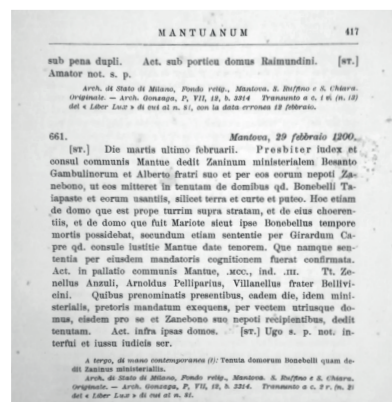 MANTUANUM 417
sub pena dupli. Act. sub porticu domus Raimundini. [ST.]
Amator not. s. p.
Arch. di Stato di Milano, Fondo relig., Mantova, S. Ruffino e S. Chiara.
Originale. — Arch. Gonzaga, P, VII, 12, b. 3314 Transunto a c. 1 (n. 13)
del « Liber Lux » di cui al n. 81, con la data erronea 12 febbraio.
661. Mantova, 29 febbraio 1200.
[ST.] Die martis ultimo februarii. Presbiter iudex et
consul communis Mantue dedit Zaninum ministerialem Besanto
Gambulinorum et Alberto fratri suo et per eos eorum nepoti Za-
nebono, ut eos mitteret in tenutam de domibus qd. Bonebelli Ta-
iapaste et eorum usantiis, silicet terra et curte et puteo. Hoc etiam
de domo que est prope turrim supra stratam, et de eius choeren-
tiis, et de domo que fuit Mariote sicut ipse Bonebellus tempore
mortis possidebat, secundum etiam sententie per Girardum Ca-
pre qd. consule iustitie Mantue date tenorem. Que namque sen-
tentia per eiusdem mandatoris cognitionem fuerat confirmata.
Act. in pallatio communis Mantue, .MCC., ind. .III. Tt. Ze-
nellus Anzuli, Arnoldus Pelliparius, Villanellus frater Bellivi-
cini. Quibus prenominatis presentibus, eadem die, idem mini-
sterialis, pretoris mandatum exequens, per vectem utriusque do-
mus, eisdem pro se et Zanebono suo nepoti recipientibus, dedit
tenutam. Act. infra ipsas domos. [ST.] Ugo s. p. not. in-
terfui et iussu iudicis scr.
A tergo, di mano contemporanea (?): Tenuta domorum Bonebelli quam de-
dit Zaninus ministerialis.
Arch. di Stato di Milano, Fondo relig., Mantova, S. Ruffino e S. Chiara.
Originale. — Arch. Gonzaga, P, VII, 12, b. 3314. Transunto a c. 2 r. (n. 2)
del « Liber Lux » di cui al n. 81.